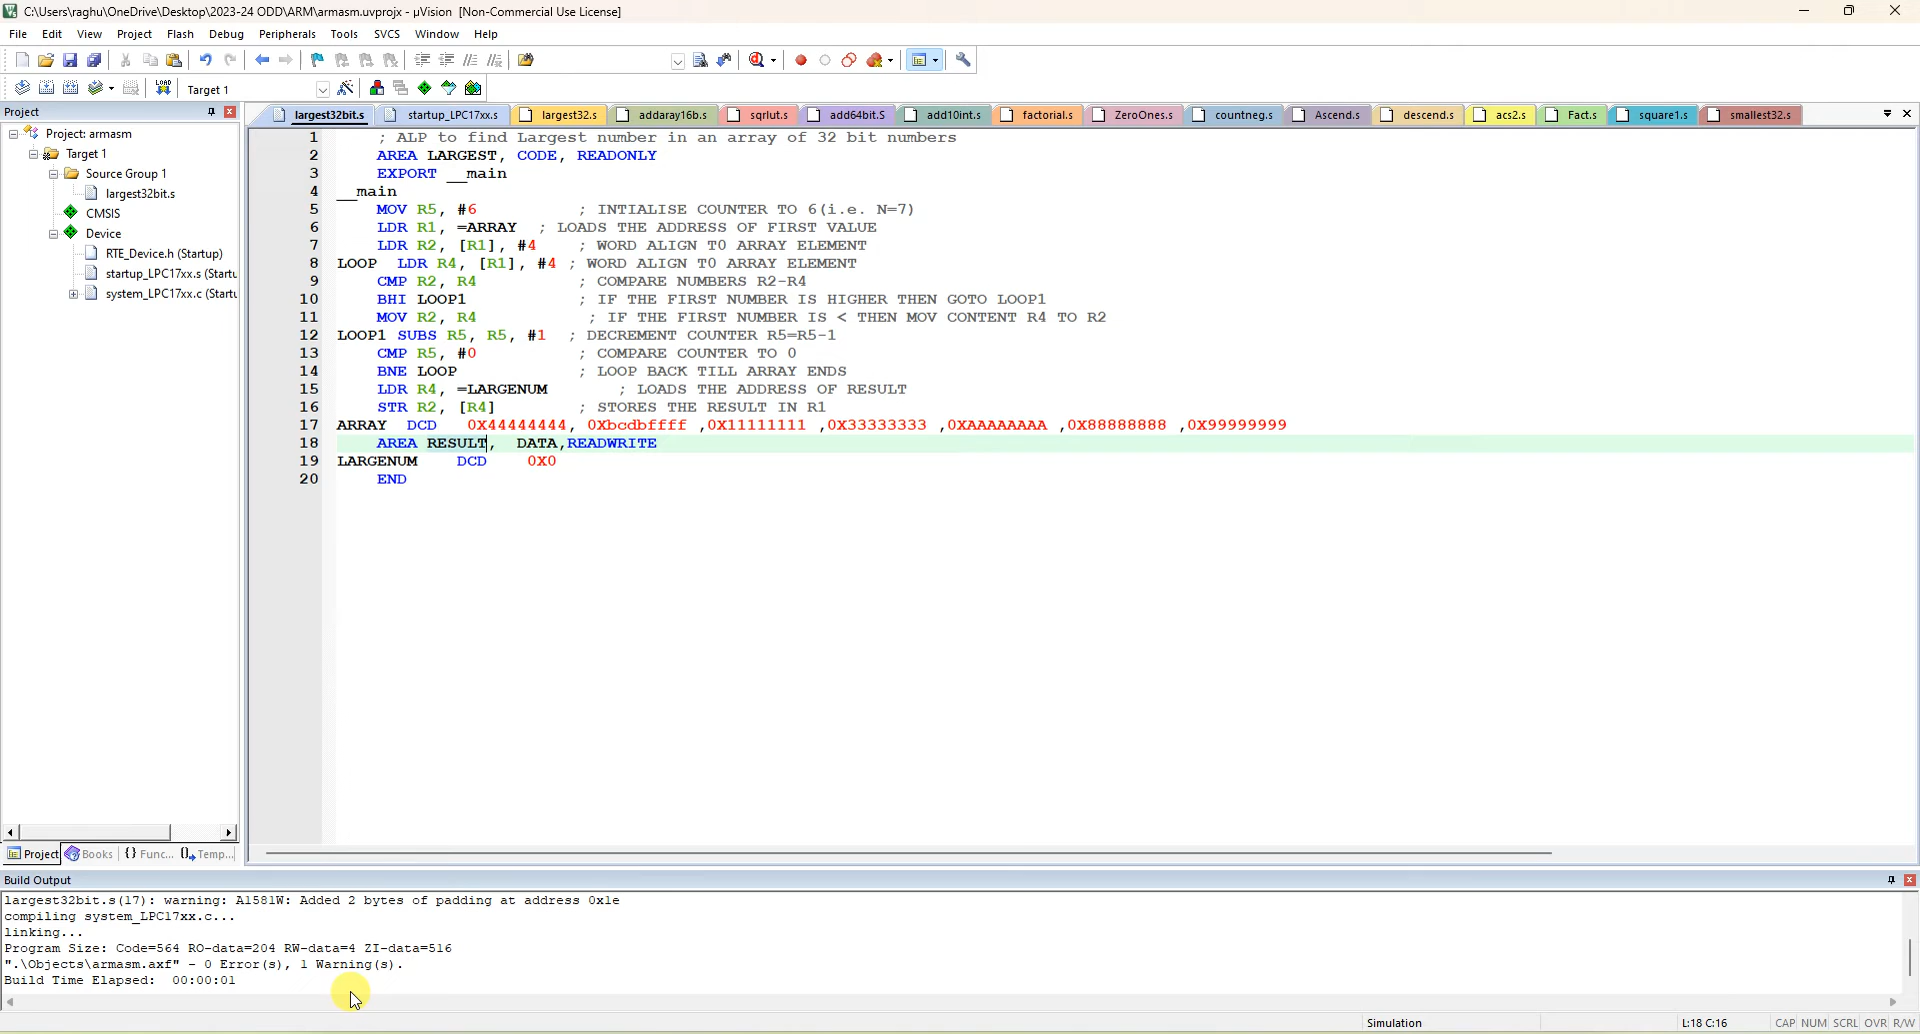 C:\Users\raghu\OneDrive\Desktop\2023-24 ODD\ARM\armasm.uvprojx - µVision [Non-Commercial Use License]
File Edit View Project Flash Debug Peripherals Tools SVCS Window Help
LOAD Target 1
Project
largest32bit.s startup_LPC17xx.s largest32.s addaray16b.s sqrlut.s add64bit.S add10int.s factorial.s ZeroOnes.s countneg.s Ascend.s descend.s acs2.s Fact.s square1.s smallest32.s
Project: armasm
Target 1
Source Group 1
largest32bit.s
CMSIS
Device
RTE_Device.h (Startup)
startup_LPC17xx.s (Startu
system_LPC17xx.c (Startu
1 ; ALP to find Largest number in an array of 32 bit numbers
2 AREA LARGEST, CODE, READONLY
3 EXPORT __main
4 __main
5 MOV R5, #6 ; INTIALISE COUNTER TO 6(i.e. N=7)
6 LDR R1, =ARRAY ; LOADS THE ADDRESS OF FIRST VALUE
7 LDR R2, [R1], #4 ; WORD ALIGN T0 ARRAY ELEMENT
8 LOOP LDR R4, [R1], #4 ; WORD ALIGN T0 ARRAY ELEMENT
9 CMP R2, R4 ; COMPARE NUMBERS R2-R4
10 BHI LOOP1 ; IF THE FIRST NUMBER IS HIGHER THEN GOTO LOOP1
11 MOV R2, R4 ; IF THE FIRST NUMBER IS < THEN MOV CONTENT R4 TO R2
12 LOOP1 SUBS R5, R5, #1 ; DECREMENT COUNTER R5=R5-1
13 CMP R5, #0 ; COMPARE COUNTER TO 0
14 BNE LOOP ; LOOP BACK TILL ARRAY ENDS
15 LDR R4, =LARGENUM ; LOADS THE ADDRESS OF RESULT
16 STR R2, [R4] ; STORES THE RESULT IN R1
17 ARRAY DCD 0X44444444, 0Xbcdbffff ,0X11111111 ,0X33333333 ,0XAAAAAAAA ,0X88888888 ,0X99999999
18 AREA RESULT, DATA,READWRITE
19 LARGENUM DCD 0X0
20 END
Project Books {} Func... 0 Temp...
Build Output
largest32bit.s(17): warning: A1581W: Added 2 bytes of padding at address 0x1e
compiling system_LPC17xx.c...
linking...
Program Size: Code=564 RO-data=204 RW-data=4 ZI-data=516
".\Objects\armasm.axf" - 0 Error(s), 1 Warning(s).
Build Time Elapsed: 00:00:01
Simulation L:18 C:16 CAP NUM SCRL OVR R/W